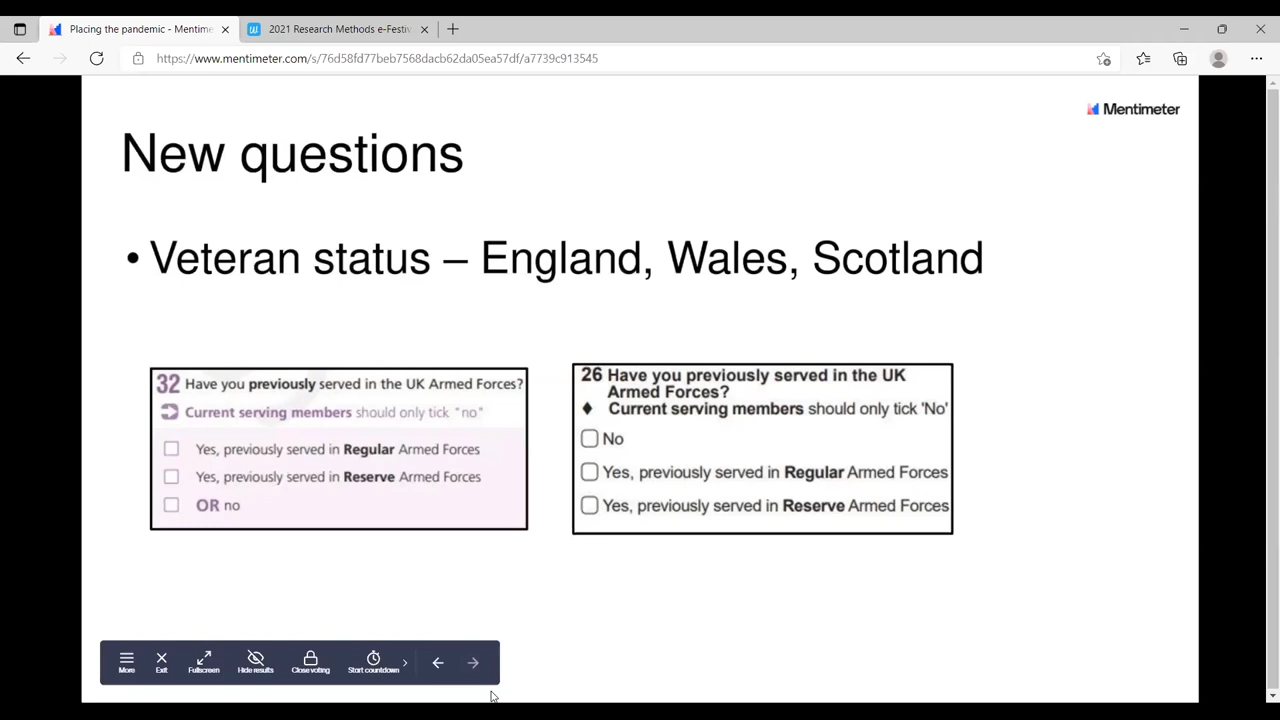 Placing the pandemic - Mentime
2021 Research Methods e-Festiv
https://www.mentimeter.com/s/76d58fd77beb7568dacb62da05ea57df/a7739c913545
Mentimeter
New questions
• Veteran status – England, Wales, Scotland
32 Have you previously served in the UK Armed Forces?
Current serving members should only tick "no"
Yes, previously served in Regular Armed Forces
Yes, previously served in Reserve Armed Forces
OR no
26 Have you previously served in the UK
Armed Forces?
Current serving members should only tick 'No'
No
Yes, previously served in Regular Armed Forces
Yes, previously served in Reserve Armed Forces
More
Exit
Fullscreen
Hide results
Close voting
Start countdown